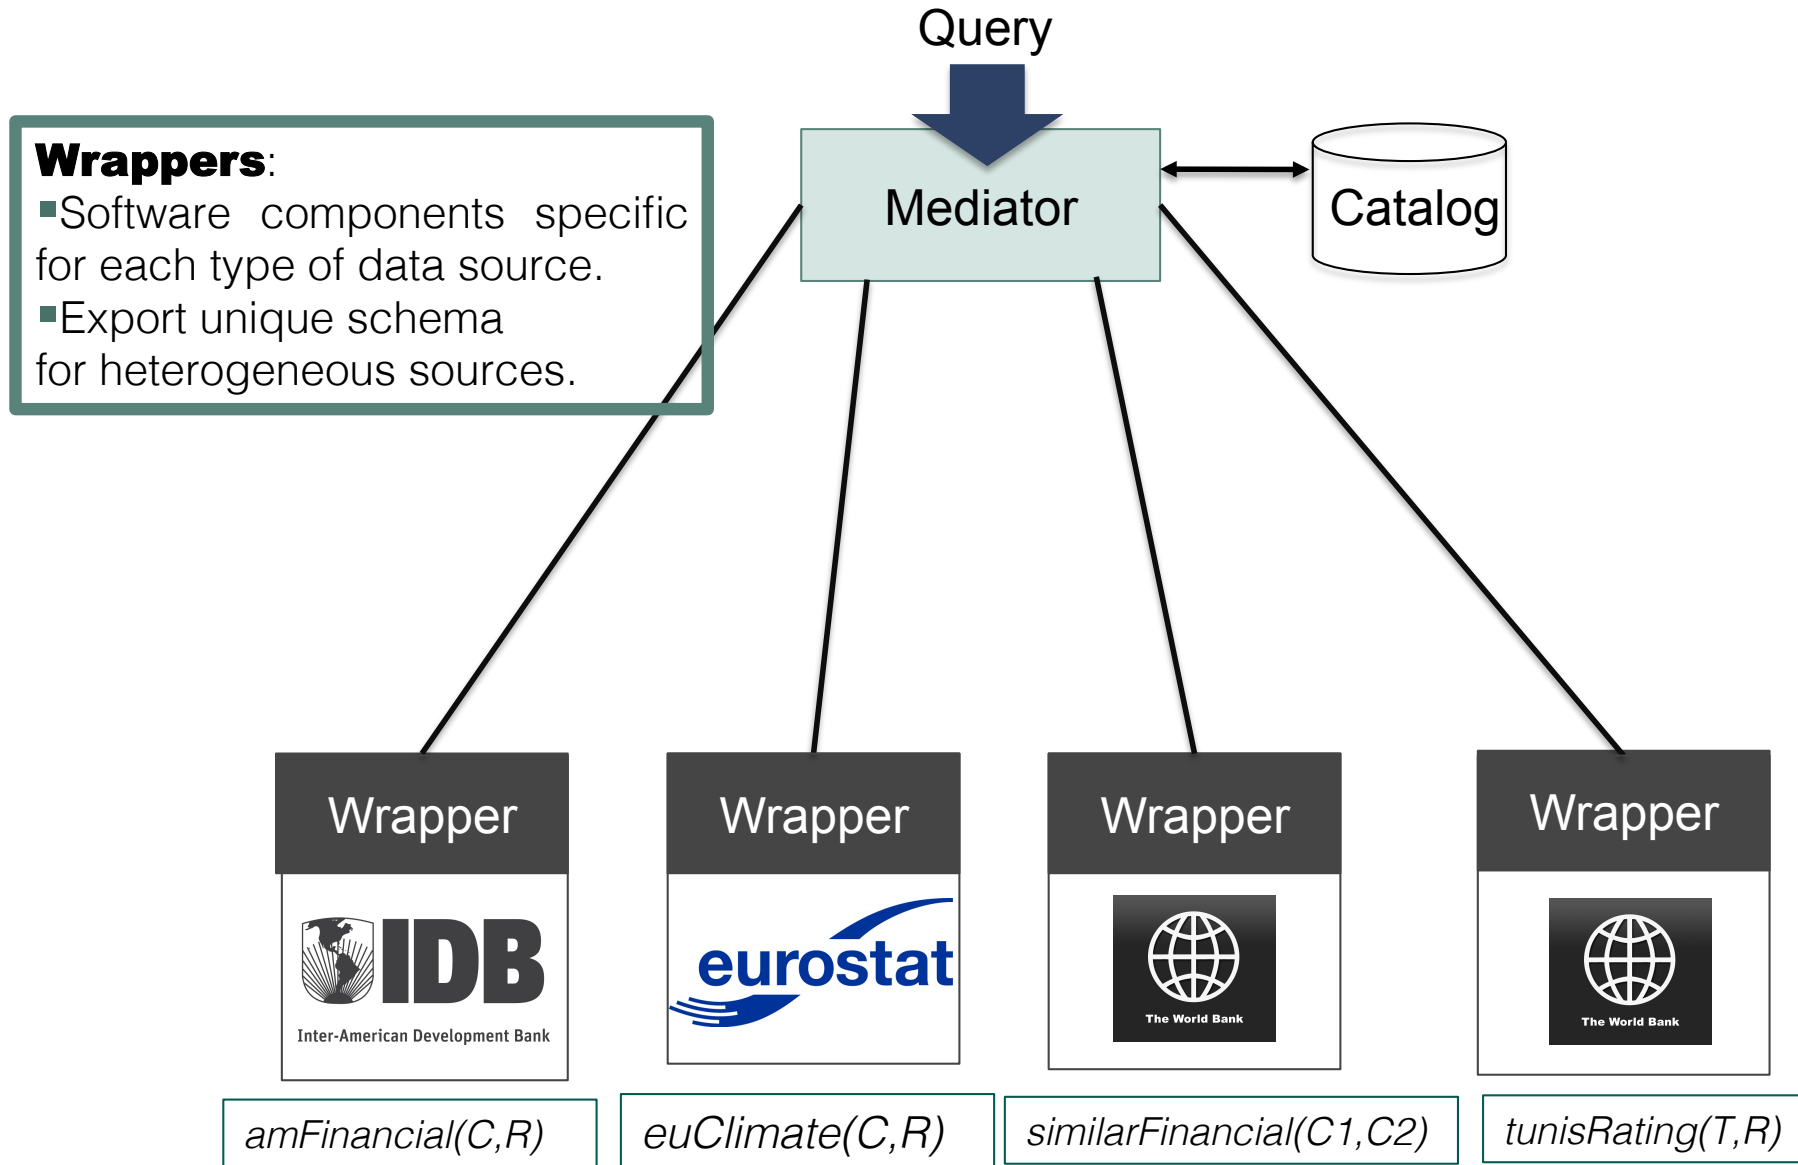 Query
Wrappers:
▪Software components specific
for each type of data source.
▪Export unique schema
for heterogeneous sources.
Mediator
Catalog
Wrapper
Wrapper
Wrapper
Wrapper
IDB
Inter-American Development Bank
eurostat
The World Bank
The World Bank
amFinancial(C,R)
euClimate(C,R)
similarFinancial(C1,C2)
tunisRating(T,R)